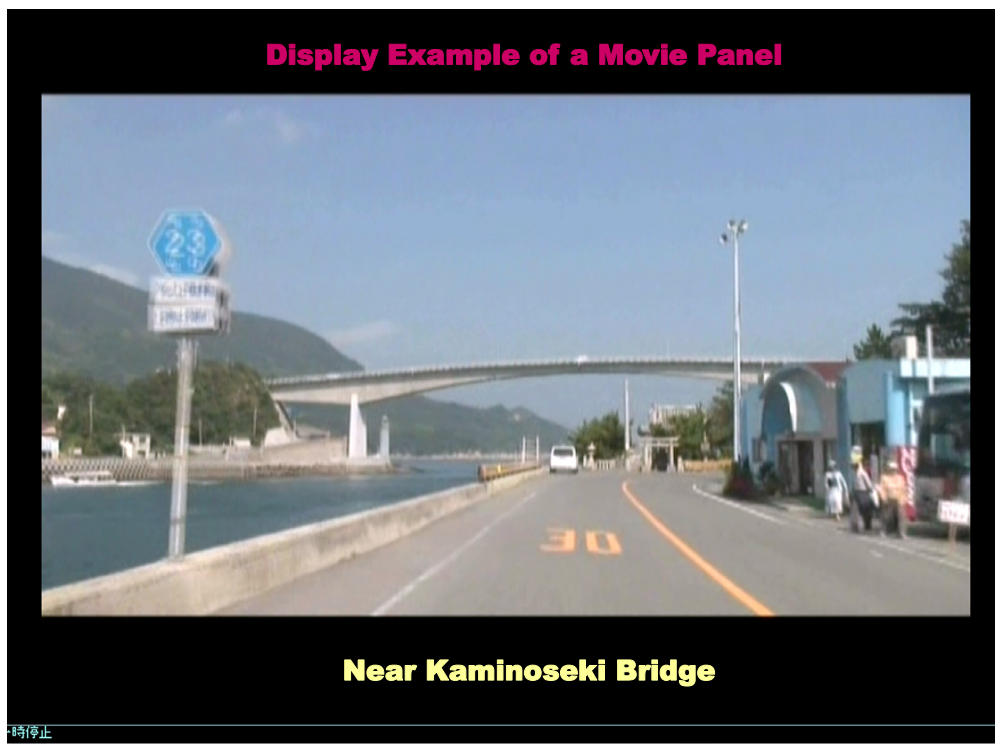 Display Example of a Movie Panel
23
30
Near Kaminoseki Bridge
時停止